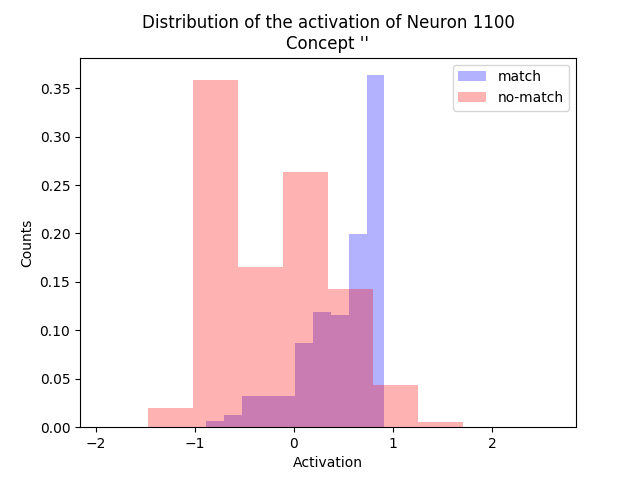 Distribution of the activation of Neuron 1100
Concept ''
match
no-match
Counts
0.35
0.30
0.25
0.20
0.15
0.10
0.05
0.00
−2
−1
0
1
2
Activation